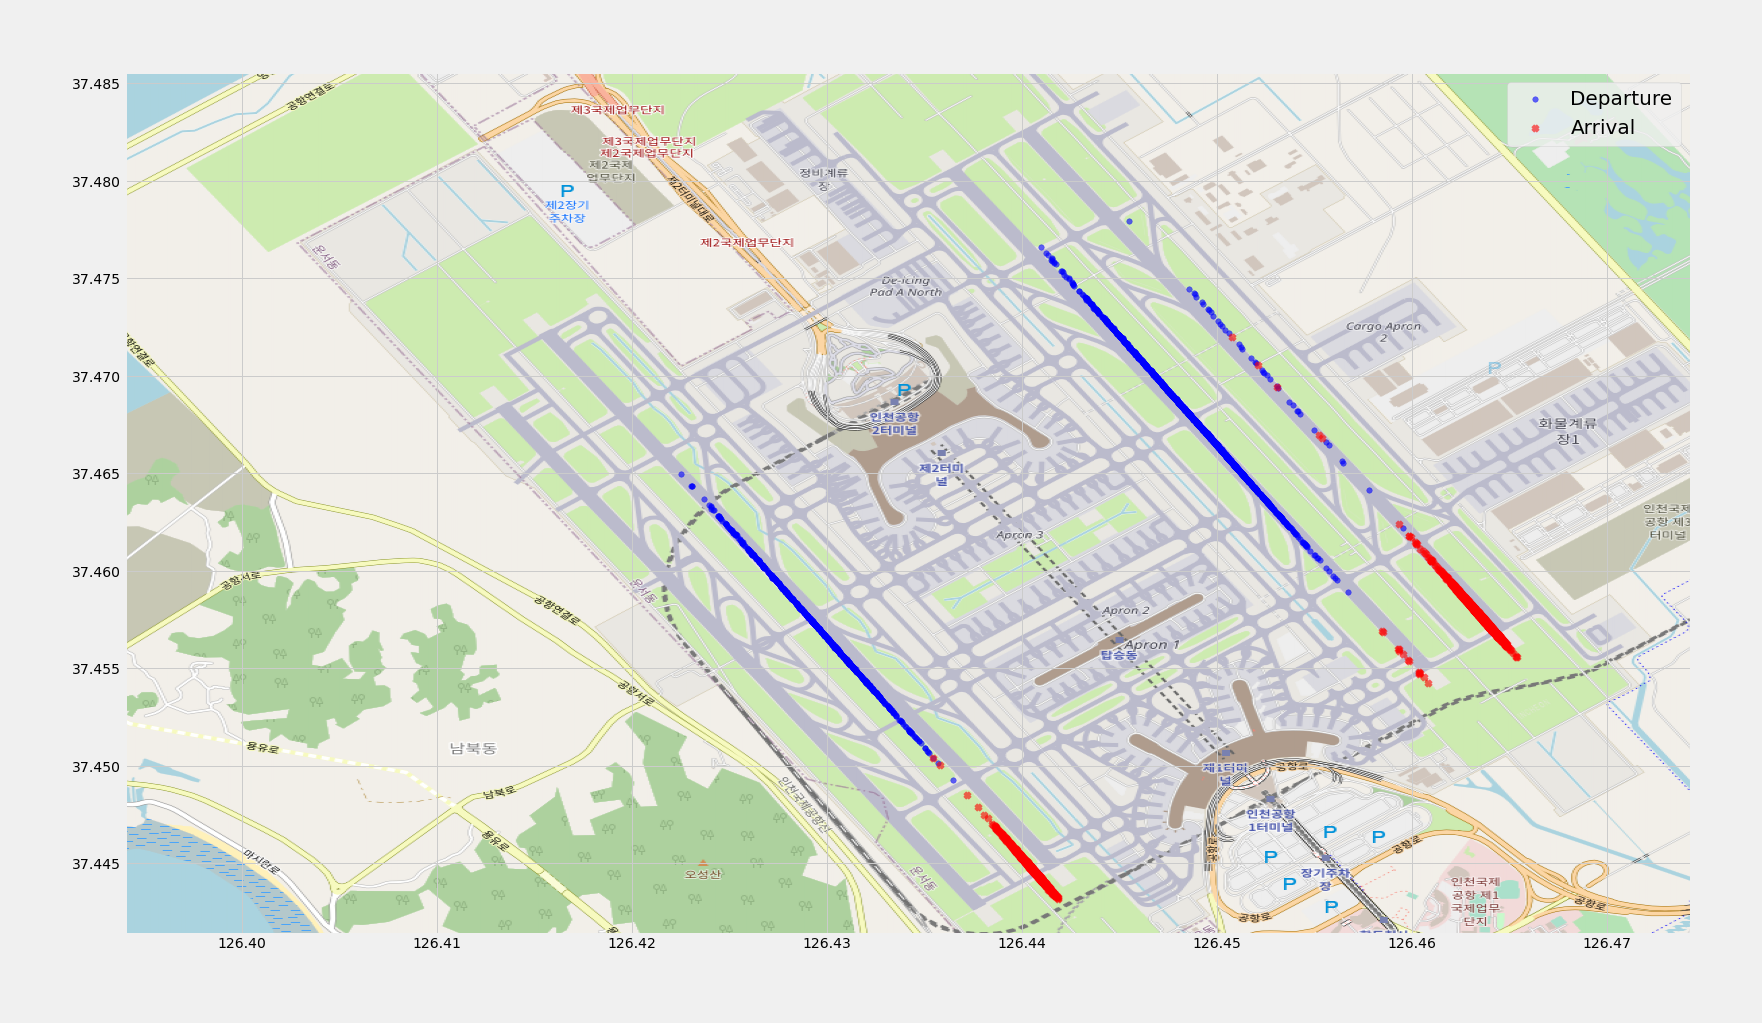 37.485
37.480
37.475
37.470
37.465
37.460
37.455
37.450
37.445
126.40
126.41
126.42
126.43
126.44
126.45
126.46
126.47
Departure
Arrival
공항연결로
제3국제업무단지
제3국제업무단지
제2국제업무단지
제2국제
업무단지
P
제2장기
주차장
제2터미널대로
제2국제업무단지
정비계류
장
운서동
De-icing
Pad A North
Cargo Apron
2
P
P
인천공항
2터미널
제2터미
널
화물계류
장1
인천국제
공항 제3
터미널
Apron 3
Apron 2
Apron 1
탑승동
공항서로
공항연결로
운서동
공항서로
남북동
용유로
남북로
용유로
마시란로
오성산
인천국제공항선
운서동
제1터미
널
공항로
인천공항
1터미널
P
P
P
P
P
공항로
공항로
공항로
공항로
장기주차
장
인천국제
공항 제1
국제업무
단지